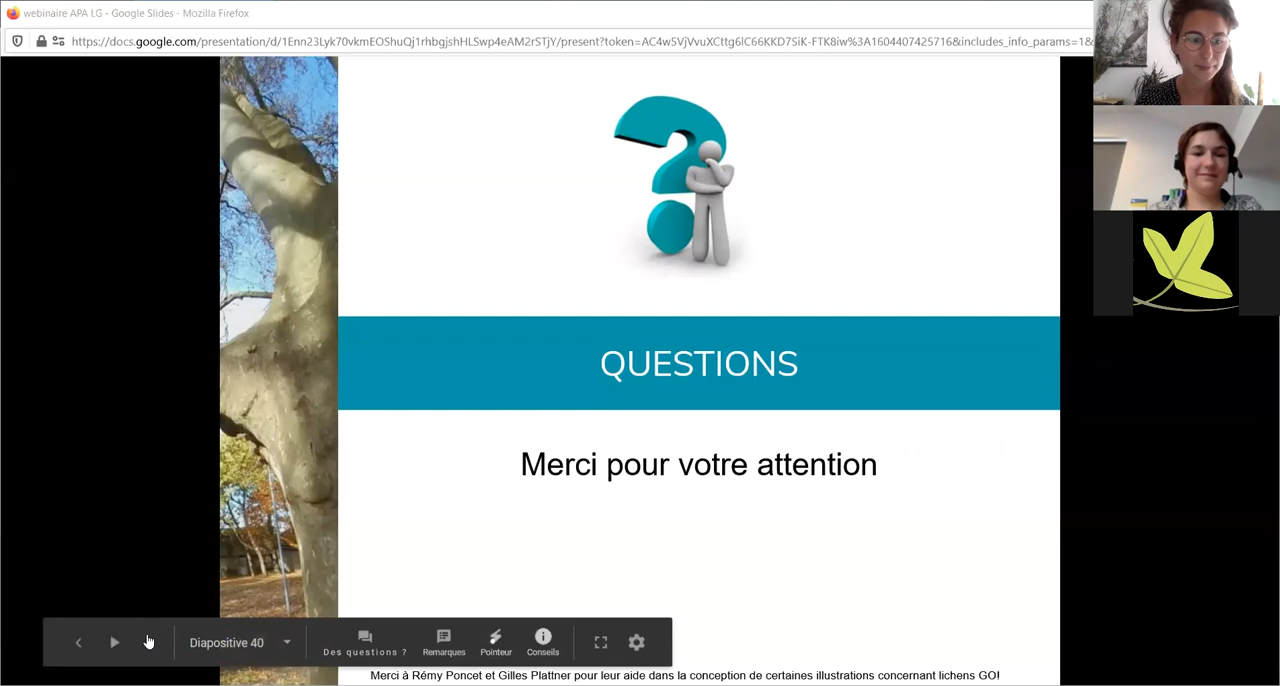 webinaire APA LG - Google Slides - Mozilla Firefox
https://docs.google.com/presentation/d/1Enn23Lyk70vkmEOShuQj1rhbgjshHLSwp4eAM2rSTjY/present?token=AC4w5VjVvuXCttg6lC66KKD7SiK-FTK8iw%3A1604407425716&includes_info_params=1&
QUESTIONS
Merci pour votre attention
Diapositive 40
Des questions ?
Remarques
Pointeur
Conseils
Merci à Rémy Poncet et Gilles Plattner pour leur aide dans la conception de certaines illustrations concernant lichens GO!